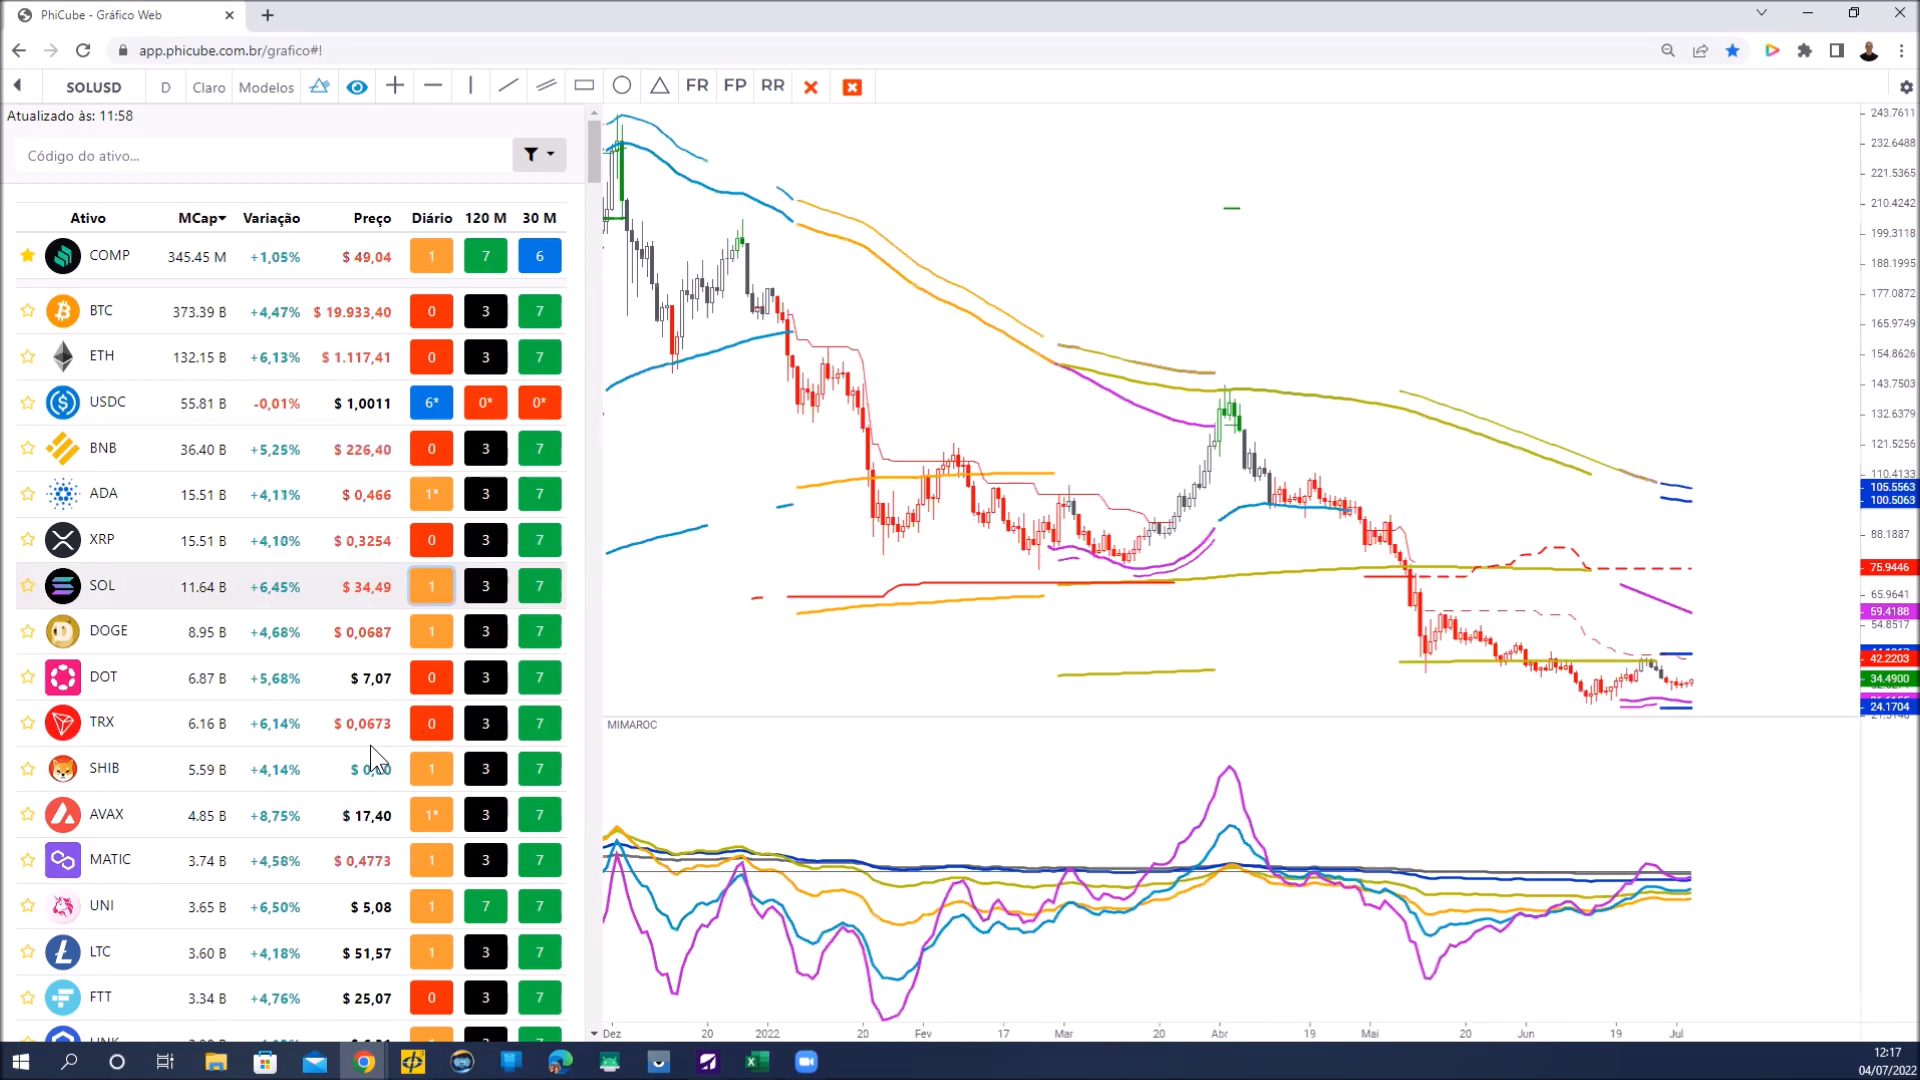 PhiCube - Gráfico Web
app.phicube.com.br/grafico#!
SOLUSD D Claro Modelos FR FP RR
Atualizado às: 11:58
Código do ativo...
Ativo MCap Variação Preço Diário 120 M 30 M
COMP 345.45 M +1,05% $ 49,04 1 7 6
BTC 373.39 B +4,47% $ 19.933,40 0 3 7
ETH 132.15 B +6,13% $ 1.117,41 0 3 7
USDC 55.81 B -0,01% $ 1,0011 6* 0* 0*
BNB 36.40 B +5,25% $ 226,40 0 3 7
ADA 15.51 B +4,11% $ 0,466 1* 3 7
XRP 15.51 B +4,10% $ 0,3254 0 3 7
SOL 11.64 B +6,45% $ 34,49 1 3 7
DOGE 8.95 B +4,68% $ 0,0687 1 3 7
DOT 6.87 B +5,68% $ 7,07 0 3 7
TRX 6.16 B +6,14% $ 0,0673 0 3 7
SHIB 5.59 B +4,14% $ 0,00 1 3 7
AVAX 4.85 B +8,75% $ 17,40 1* 3 7
MATIC 3.74 B +4,58% $ 0,4773 1 3 7
UNI 3.65 B +6,50% $ 5,08 1 7 7
LTC 3.60 B +4,18% $ 51,57 1 3 7
FTT 3.34 B +4,76% $ 25,07 0 3 7
243.7611
232.6488
221.5365
210.4242
199.3118
188.1995
177.0872
165.9749
154.8626
143.7503
132.6379
121.5256
110.4133
105.5563
100.5063
88.1887
75.9446
65.9641
59.4188
54.8517
42.2203
34.4900
24.1704
MIMAROC
Dez 20 2022 20 Fev 17 Mar 20 Abr 19 Mai 20 Jun 19 Jul
12:17
04/07/2022